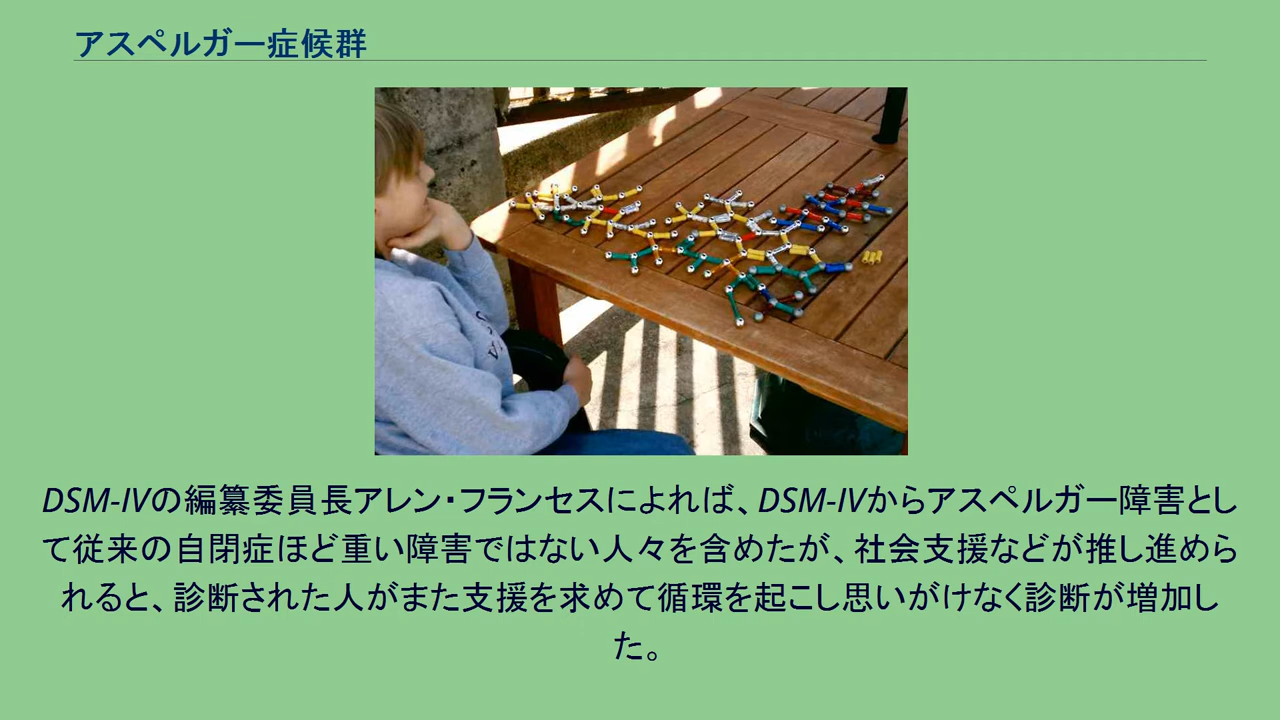 アスペルガー症候群
DSM-IVの編纂委員長アレン・フランセスによれば、DSM-IVからアスペルガー障害とし
て従来の自閉症ほど重い障害ではない人々を含めたが、社会支援などが推し進めら
れると、診断された人がまた支援を求めて循環を起こし思いがけなく診断が増加し
た。